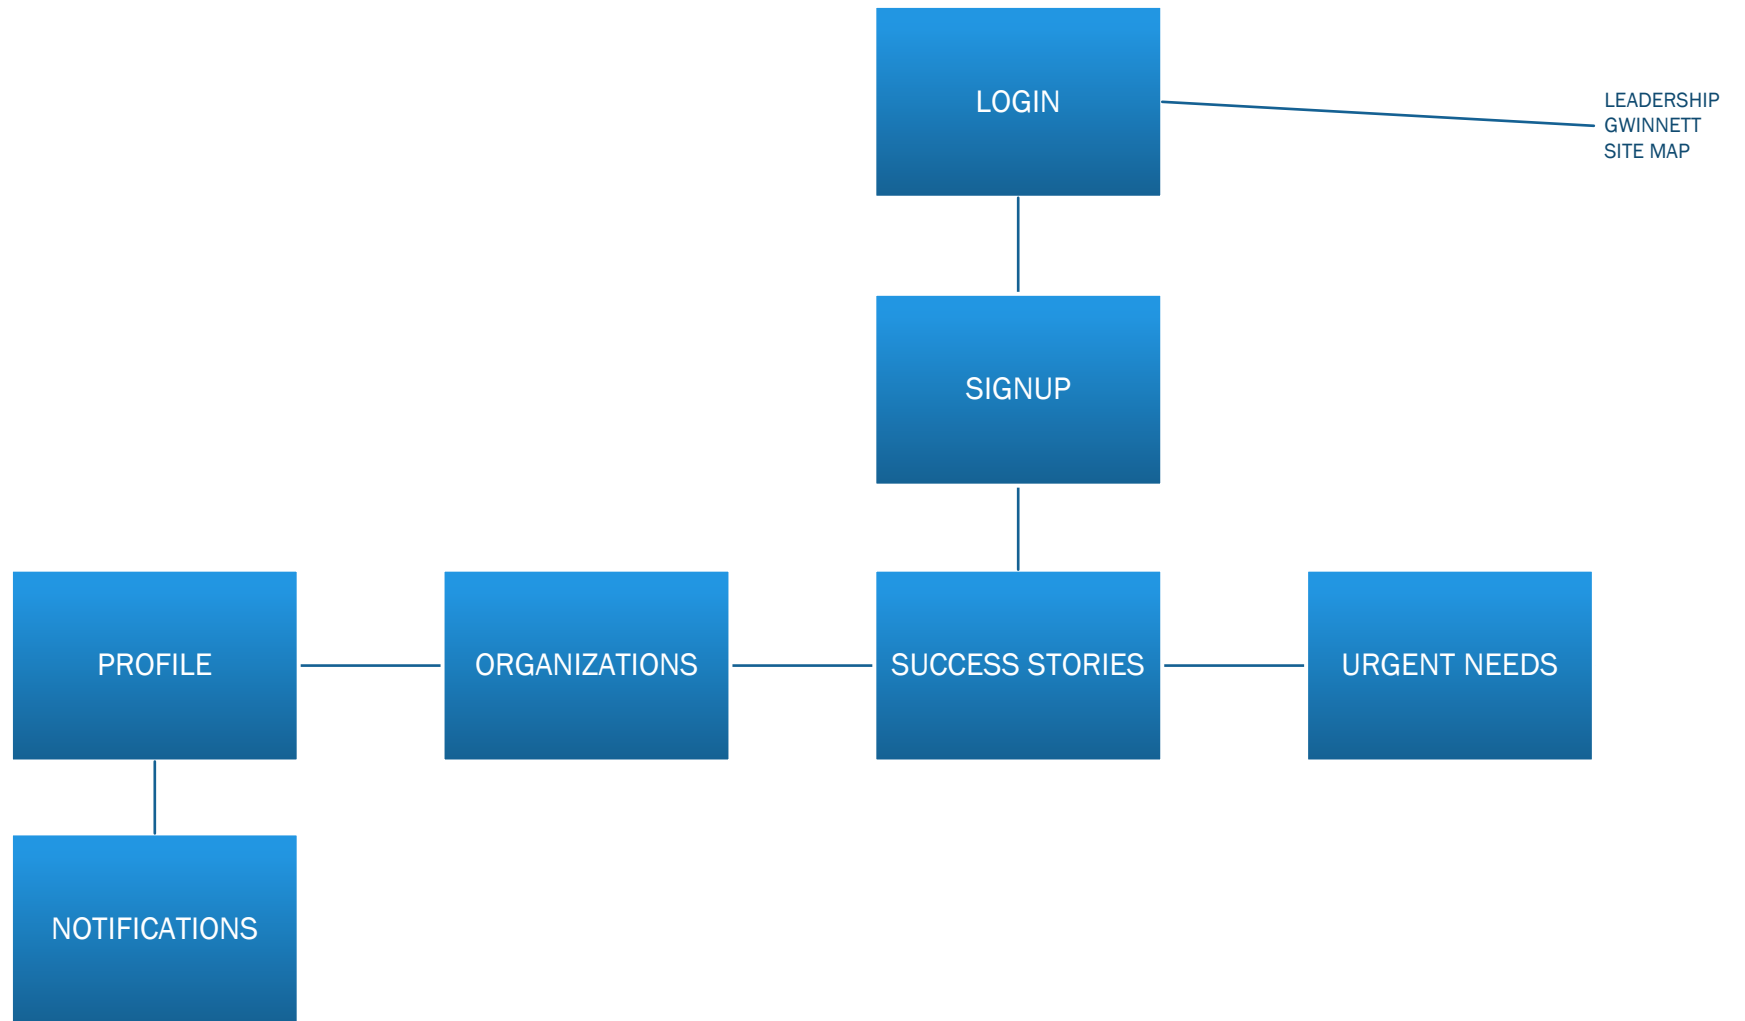 LOGIN
LEADERSHIP
GWINNETT
SITE MAP
SIGNUP
PROFILE
ORGANIZATIONS
SUCCESS STORIES
URGENT NEEDS
NOTIFICATIONS